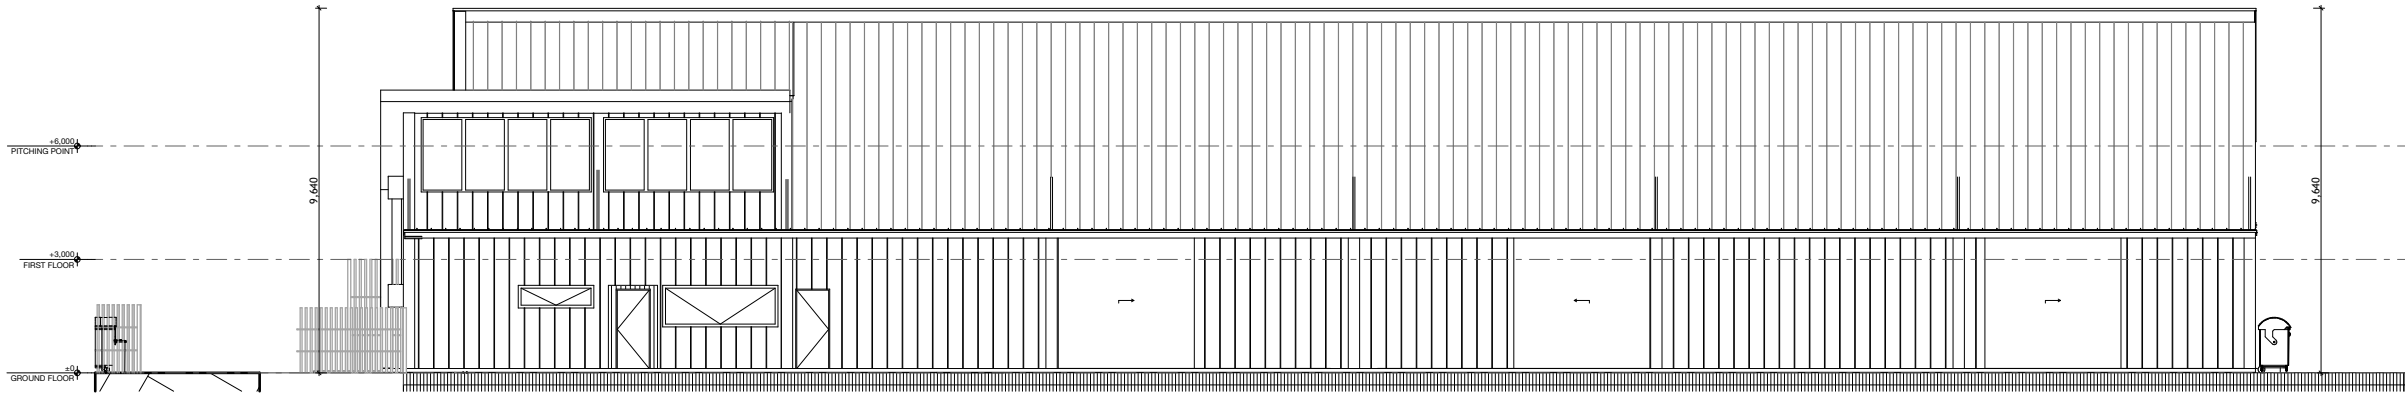 +6,000
PITCHING POINT
9,640
9,640
+3,000
FIRST FLOOR
±0
GROUND FLOOR